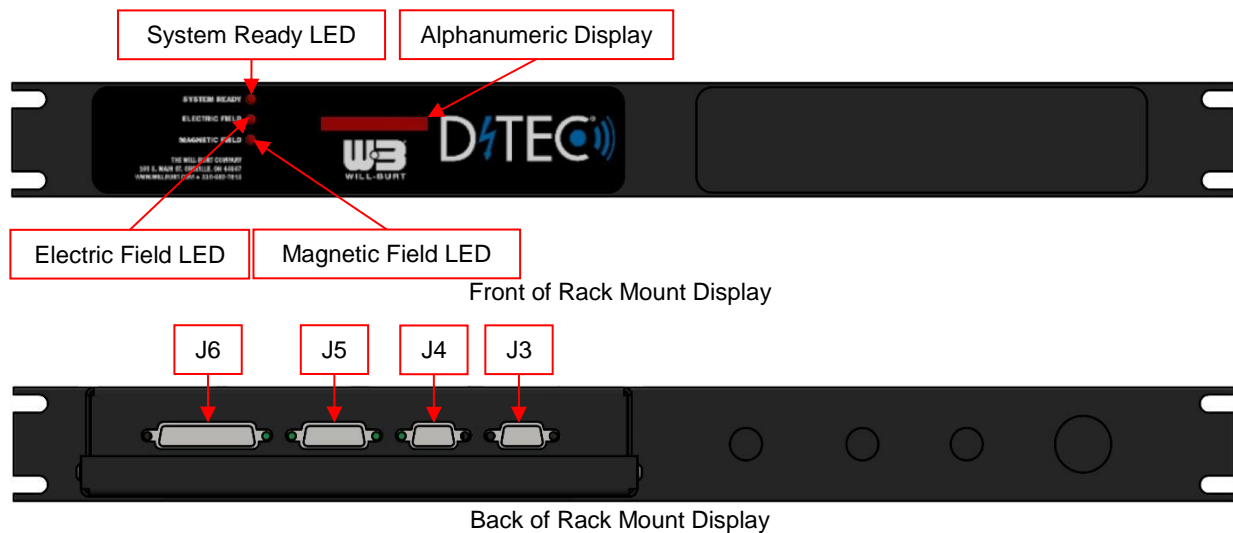 System Ready LED
Alphanumeric Display
SYSTEM READY
ELECTRIC FIELD
MAGNETIC FIELD
THE WILL-BURT COMPANY
WB
WILL-BURT
D TEC
Electric Field LED
Magnetic Field LED
Front of Rack Mount Display
J6
J5
J4
J3
Back of Rack Mount Display